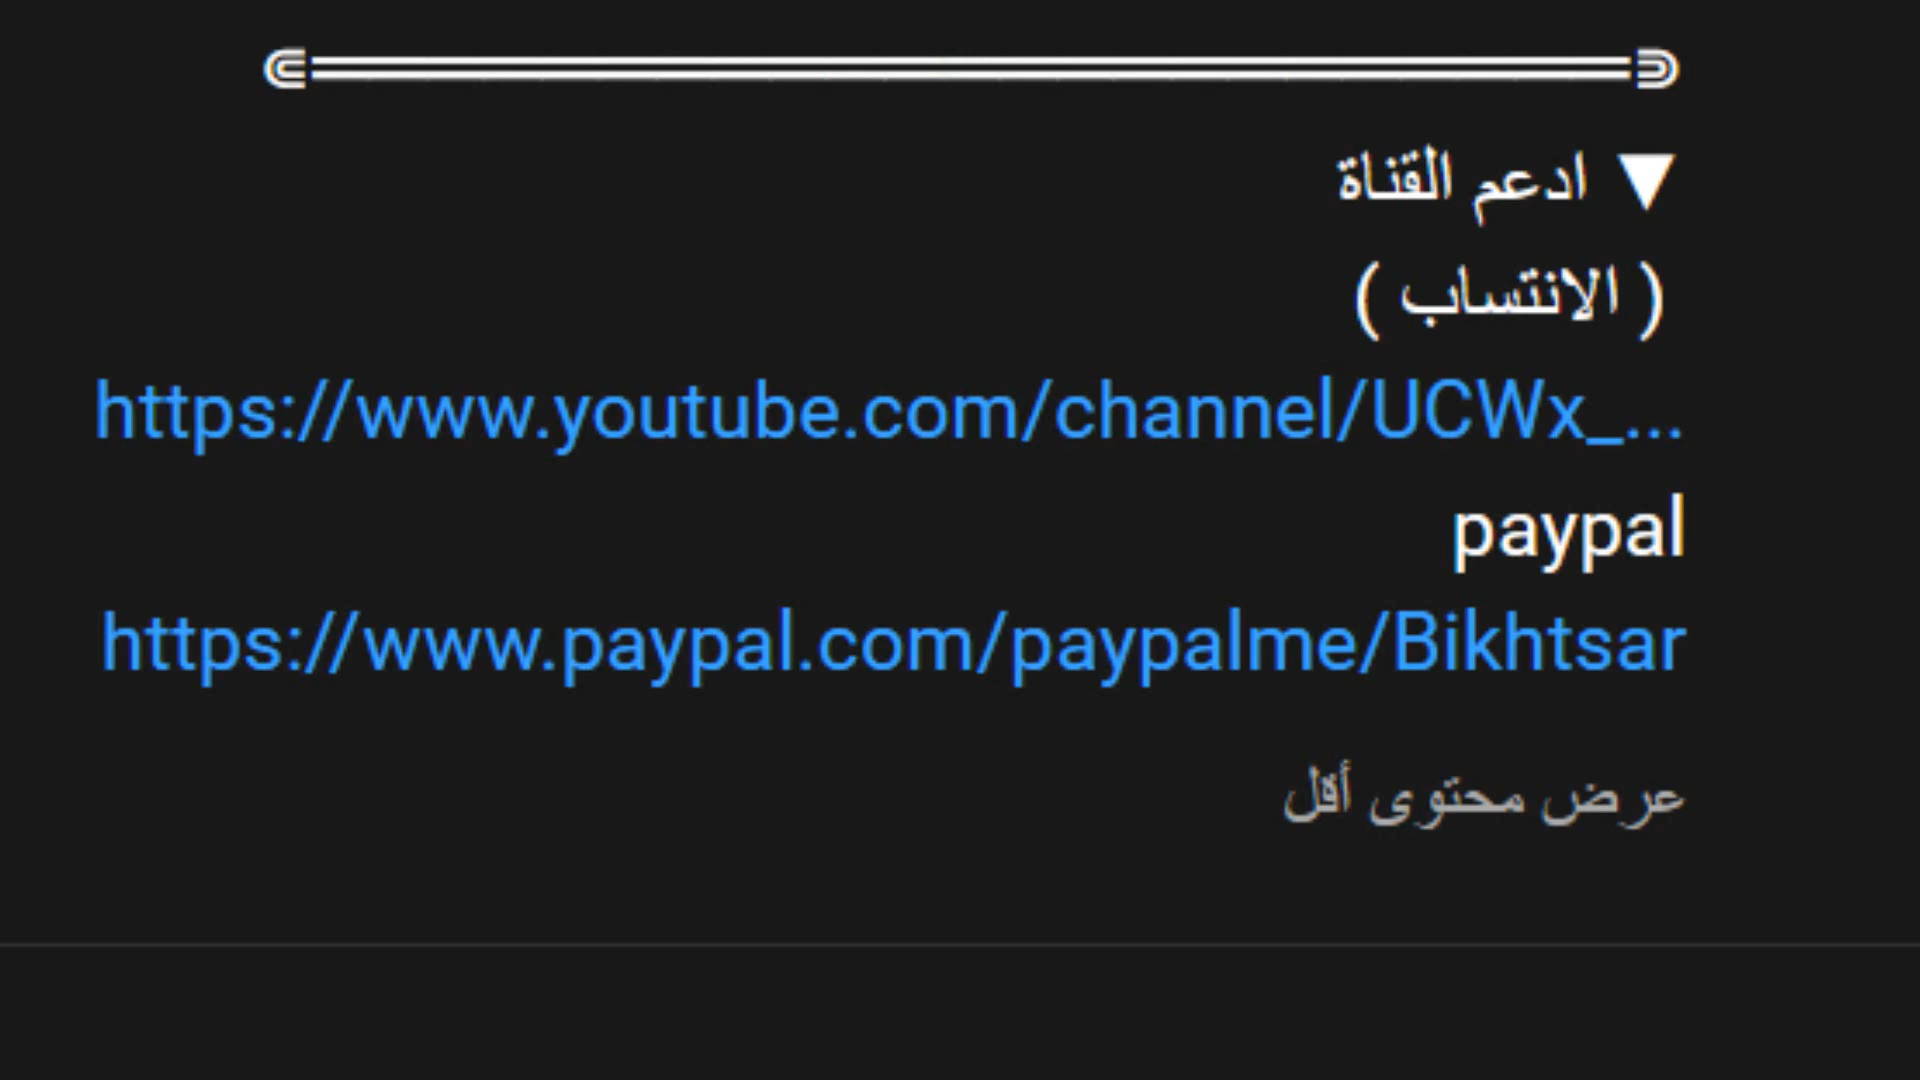 ▼ ادعم القناة
( الانتساب )
https://www.youtube.com/channel/UCWx_...
paypal
https://www.paypal.com/paypalme/Bikhtsar
عرض محتوى أقل